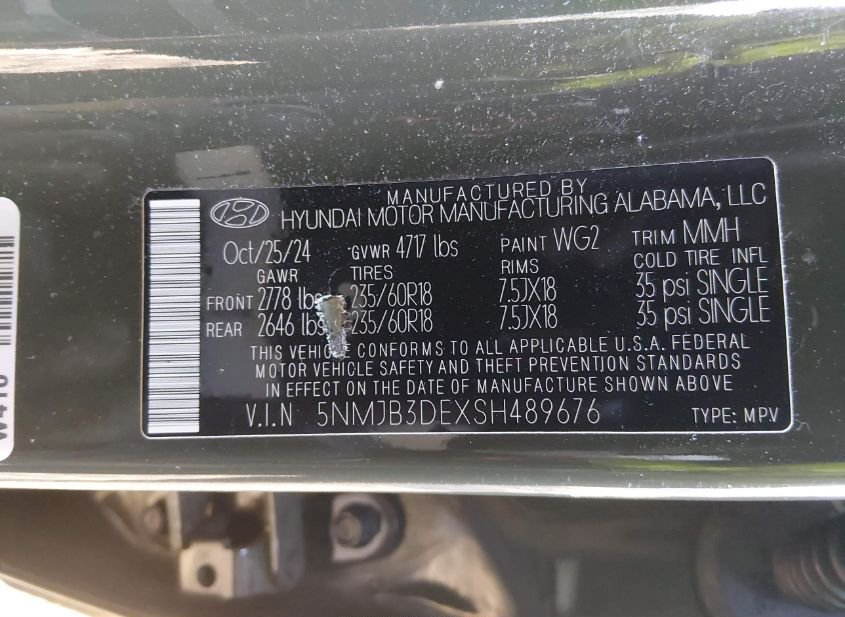 MANUFACTURED BY
HYUNDAI MOTOR MANUFACTURING ALABAMA, LLC
Oct/25/24 GVWR 4717 lbs PAINT WG2 TRIM MMH
GAWR TIRES RIMS COLD TIRE INFL
FRONT 2778 lbs 235/60R18 7.5JX18 35 psi SINGLE
REAR 2646 lbs 235/60R18 7.5JX18 35 psi SINGLE
THIS VEHICLE CONFORMS TO ALL APPLICABLE U.S.A. FEDERAL
MOTOR VEHICLE SAFETY AND THEFT PREVENTION STANDARDS
IN EFFECT ON THE DATE OF MANUFACTURE SHOWN ABOVE
V.I.N 5NMJB3DEXSH489676 TYPE: MPV